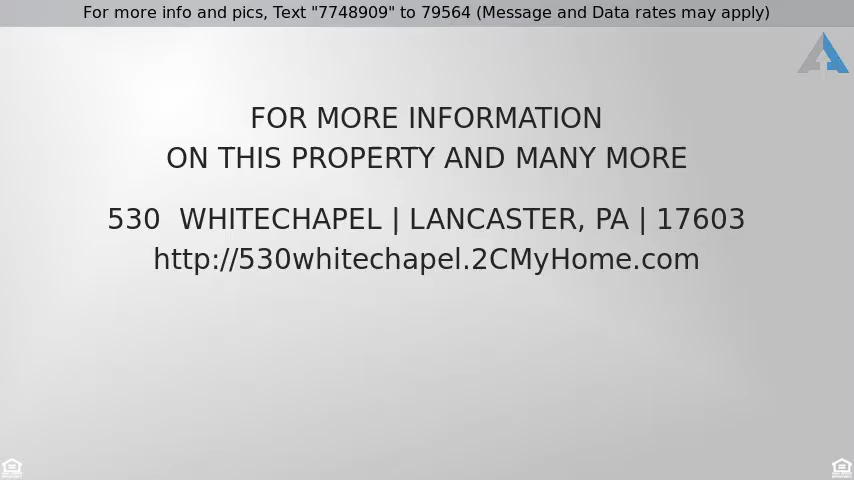 For more info and pics, Text "7748909" to 79564 (Message and Data rates may apply)
FOR MORE INFORMATION
ON THIS PROPERTY AND MANY MORE
530  WHITECHAPEL | LANCASTER, PA | 17603
http://530whitechapel.2CMyHome.com